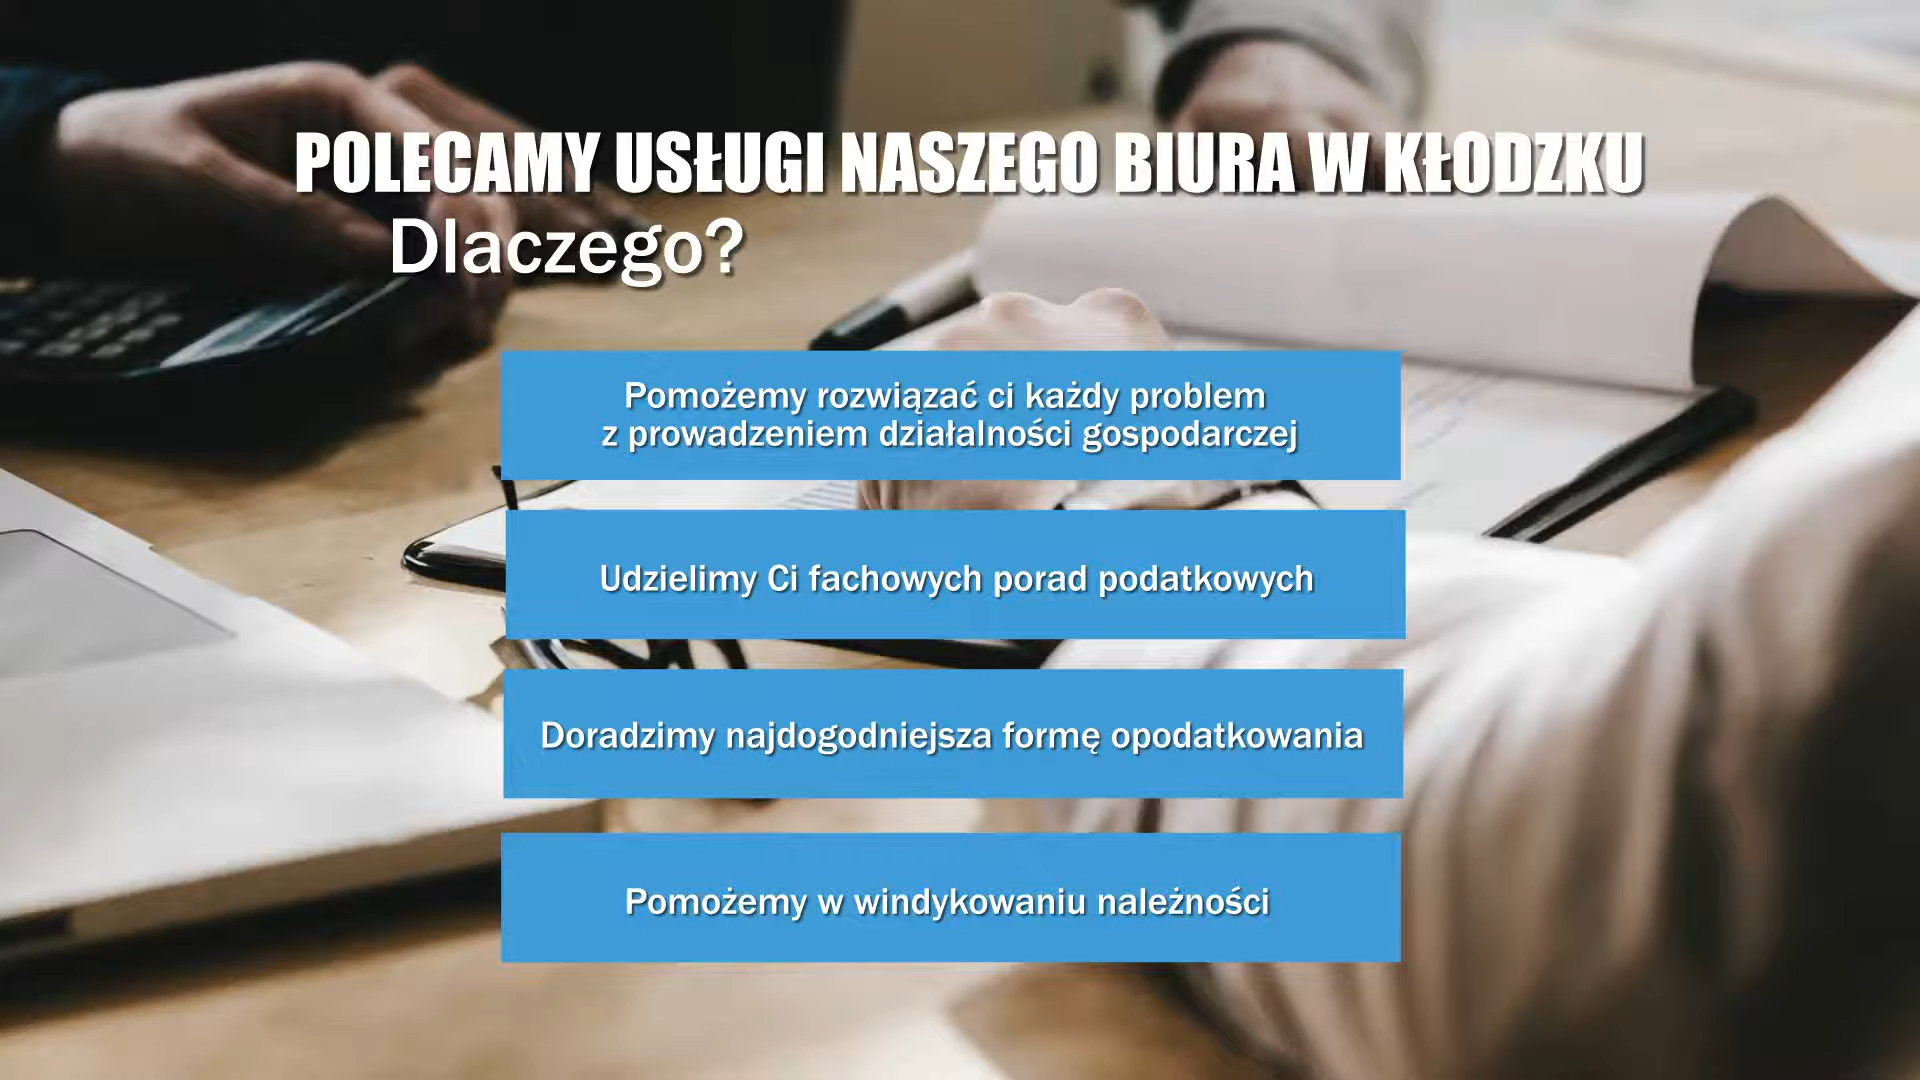 POLECAMY USŁUGI NASZEGO BIURA W KŁODZKU
Dlaczego?
Pomożemy rozwiązać ci każdy problem
z prowadzeniem działalności gospodarczej
Udzielimy Ci fachowych porad podatkowych
Doradzimy najdogodniejsza formę opodatkowania
Pomożemy w windykowaniu należności